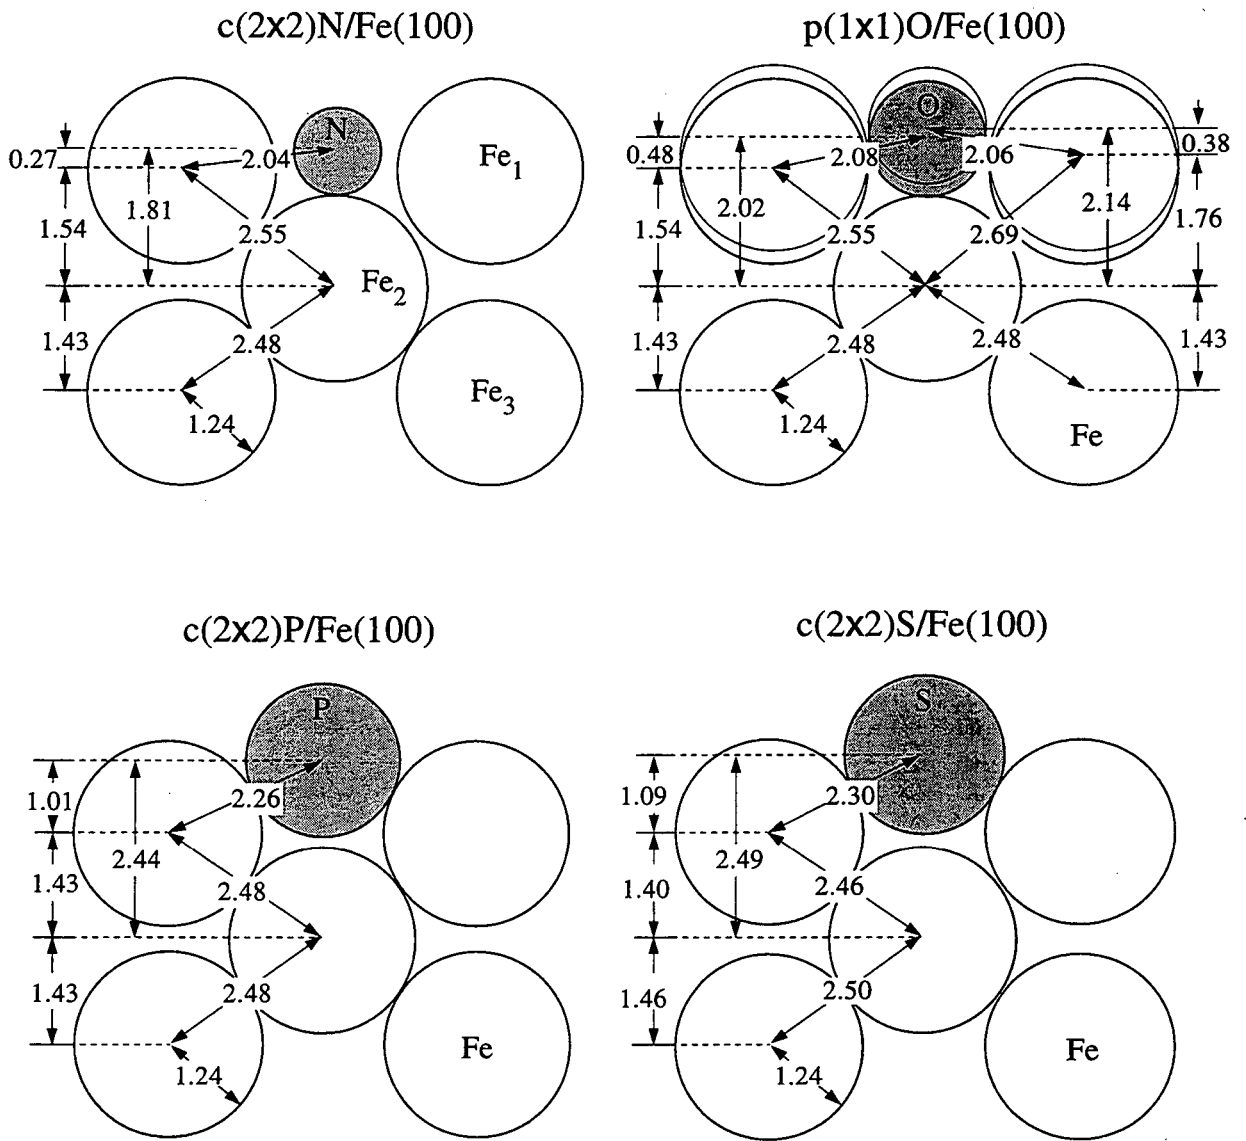 c(2x2)N/Fe(100)
p(1x1)O/Fe(100)
N
0.27
2.04
Fe1
1.81
1.54
2.55
Fe2
1.43
2.48
Fe3
1.24
O
0.48
2.08
2.06
0.38
2.02
2.14
1.54
1.76
2.55
2.69
1.43
2.48
2.48
1.43
1.24
Fe
c(2x2)P/Fe(100)
c(2x2)S/Fe(100)
P
1.01
2.26
2.44
1.43
2.48
1.43
2.48
Fe
1.24
S
1.09
2.30
2.49
1.40
2.46
1.46
2.50
Fe
1.24